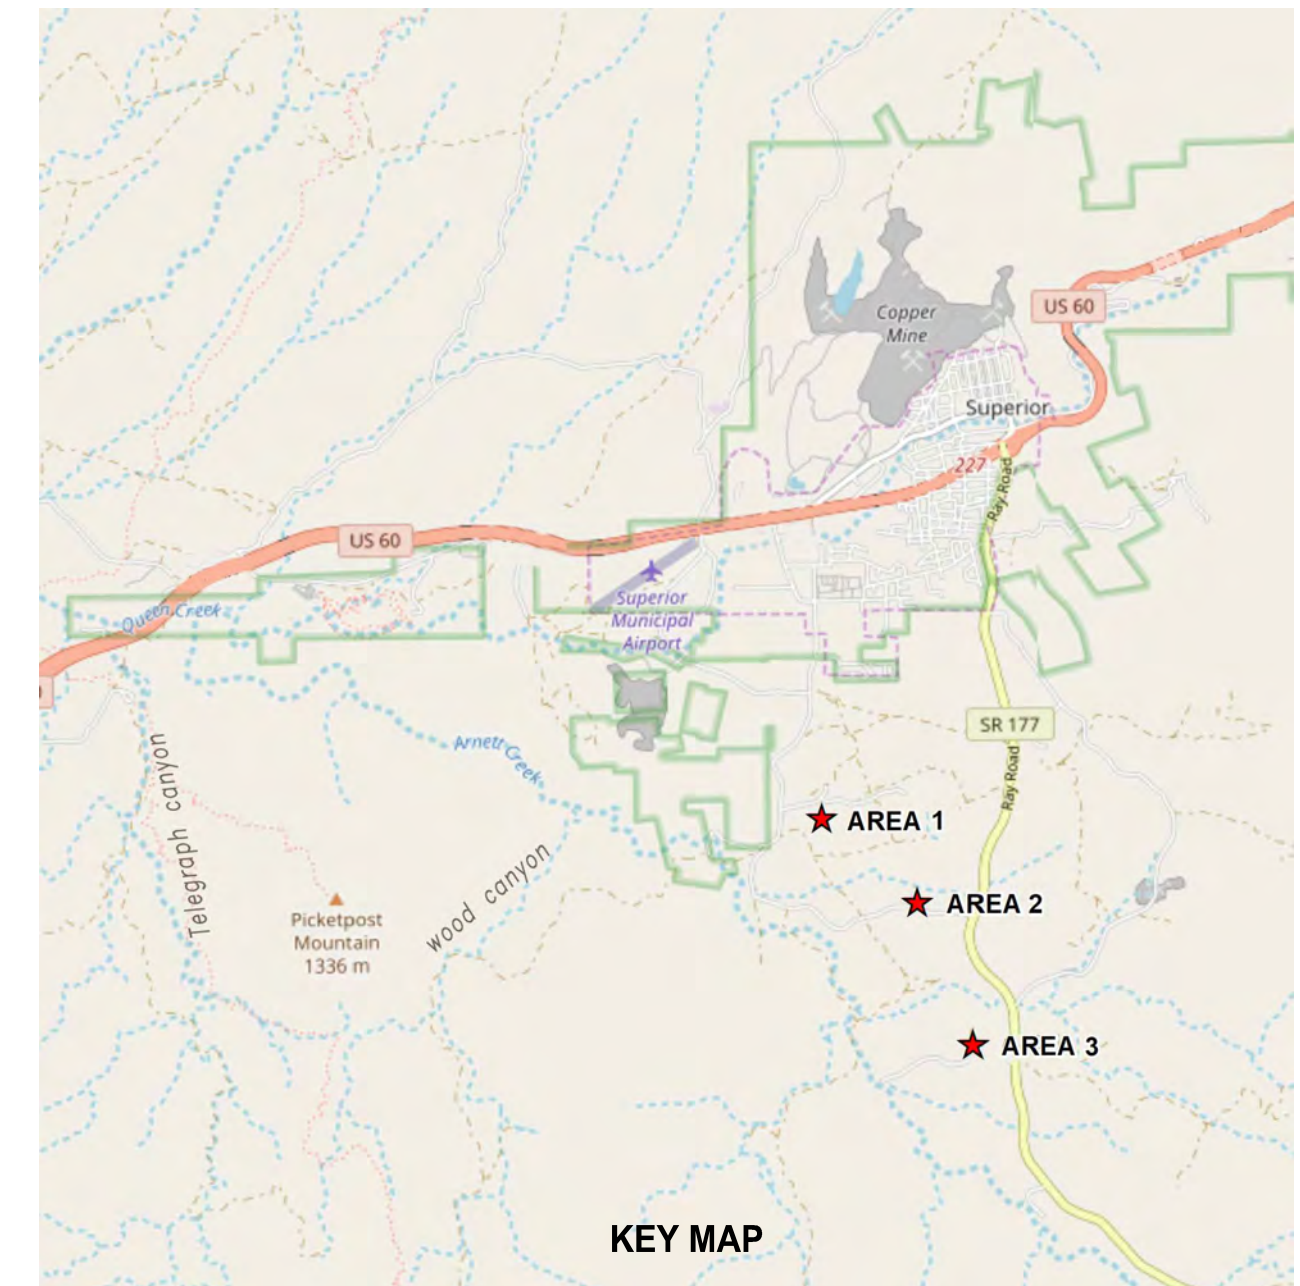 Copper
Mine
US 60
Superior
227
Ray Road
US 60
Superior
Municipal
Airport
Queen Creek
SR 177
Arnett Creek
Telegraph canyon
Ray Road
AREA 1
wood canyon
AREA 2
Picketpost
Mountain
1336 m
AREA 3
KEY MAP